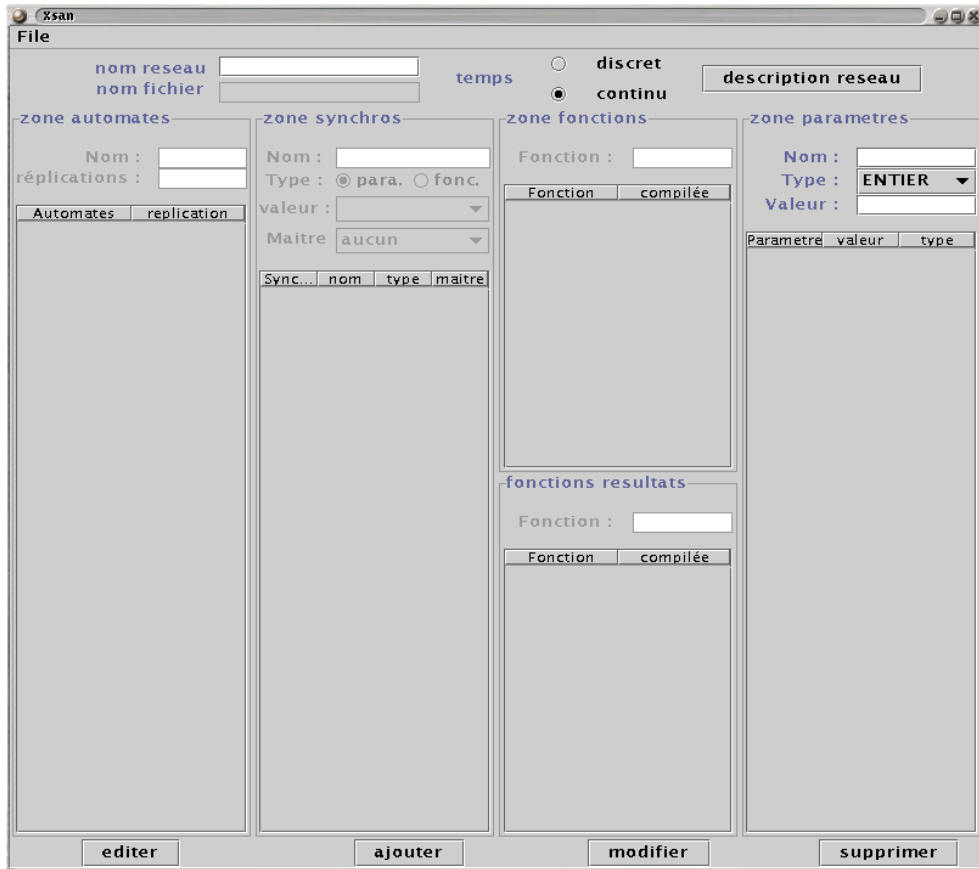 Xsan
File
nom reseau
nom fichier
temps
discret
continu
description reseau
zone automates
Nom :
réplications :
Automates replication
zone synchros
Nom :
Type : para. fonc.
valeur :
Maitre aucun
Sync... nom type maitre
zone fonctions
Fonction :
Fonction compilée
fonctions resultats
Fonction :
Fonction compilée
zone parametres
Nom :
Type : ENTIER
Valeur :
Parametre valeur type
editer ajouter modifier supprimer